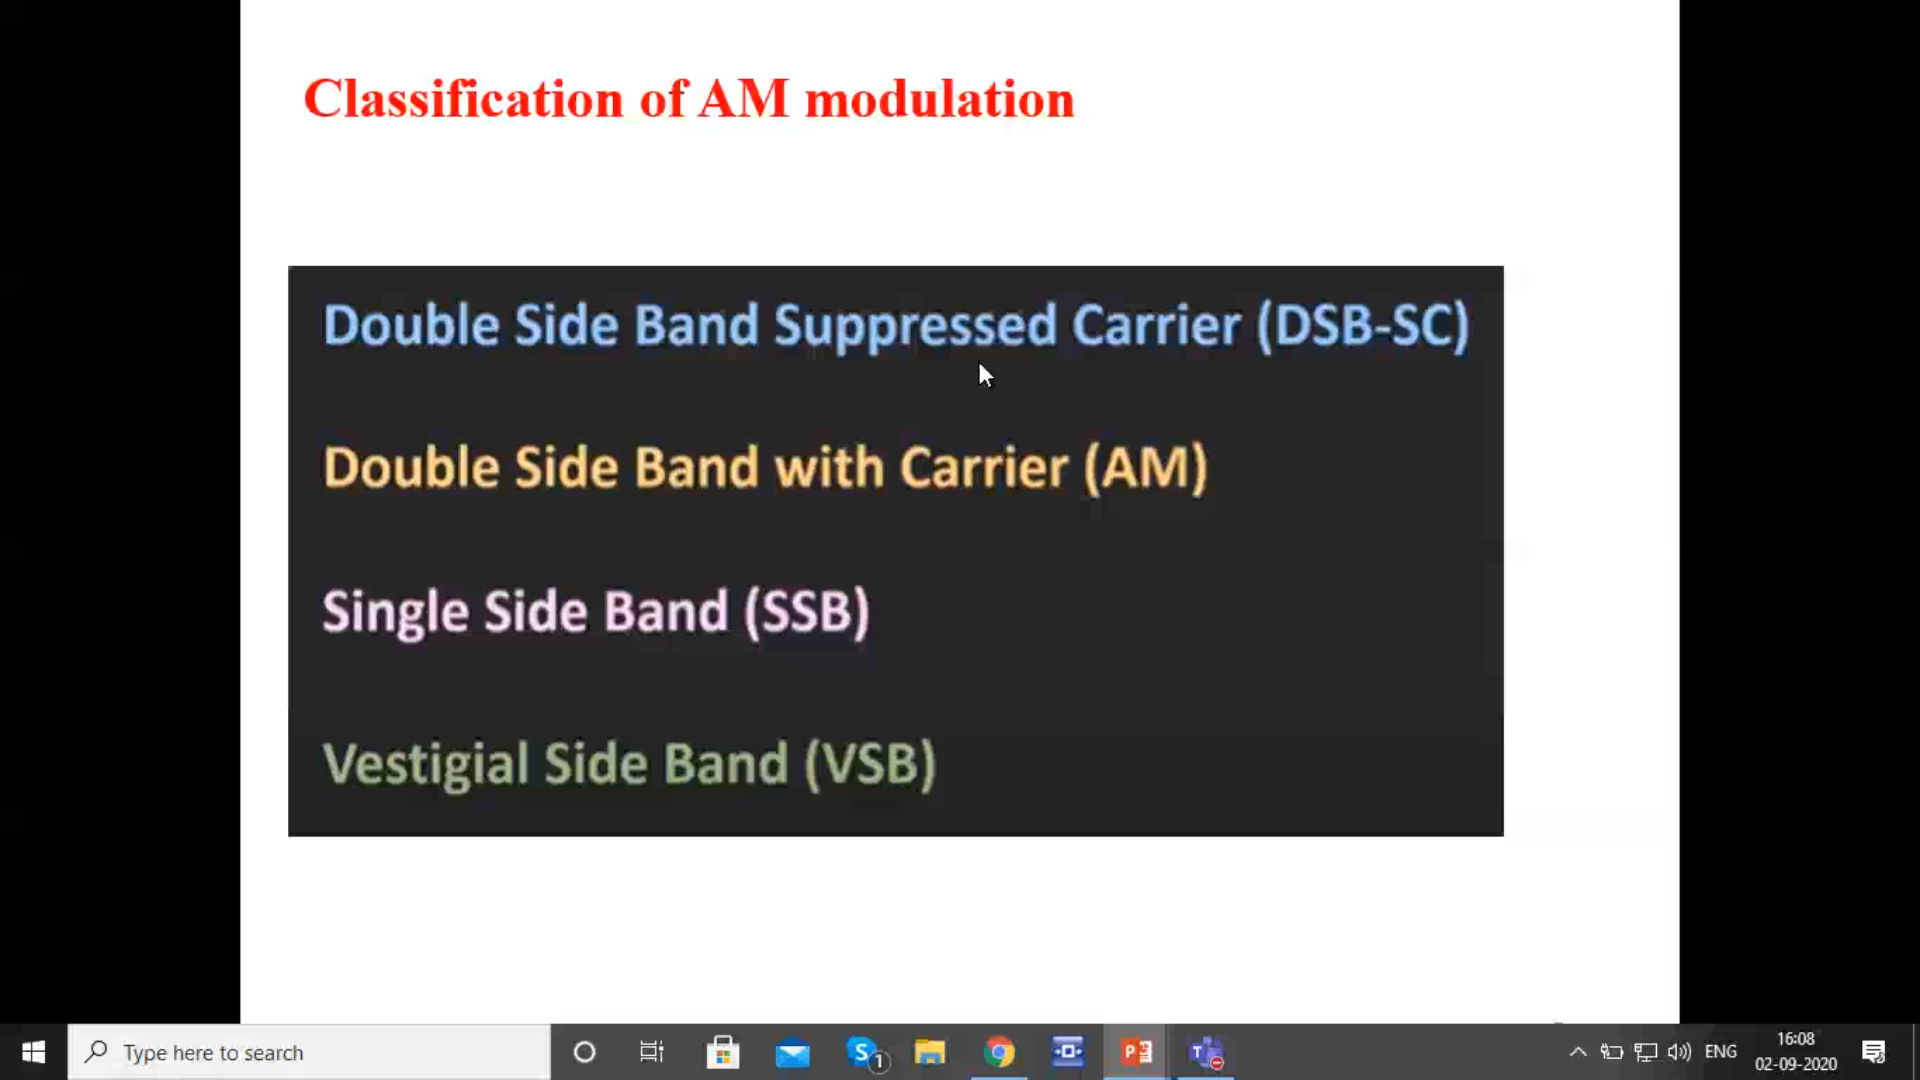 Classification of AM modulation
Double Side Band Suppressed Carrier (DSB-SC)
Double Side Band with Carrier (AM)
Single Side Band (SSB)
Vestigial Side Band (VSB)
Type here to search
S 1
ENG
16:08
02-09-2020